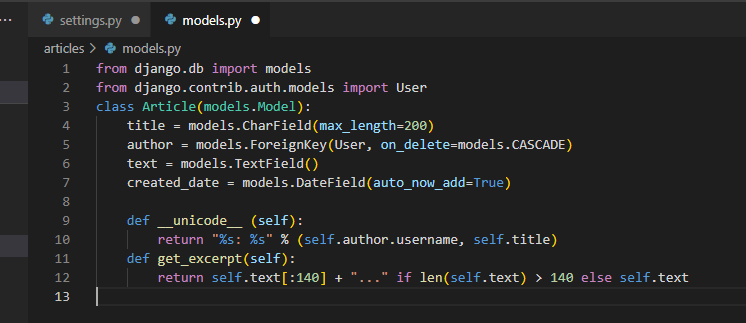 ... settings.py models.py
articles > models.py
1 from django.db import models
2 from django.contrib.auth.models import User
3 class Article(models.Model):
4     title = models.CharField(max_length=200)
5     author = models.ForeignKey(User, on_delete=models.CASCADE)
6     text = models.TextField()
7     created_date = models.DateField(auto_now_add=True)
8
9     def __unicode__ (self):
10         return "%s: %s" % (self.author.username, self.title)
11     def get_excerpt(self):
12         return self.text[:140] + "..." if len(self.text) > 140 else self.text
13